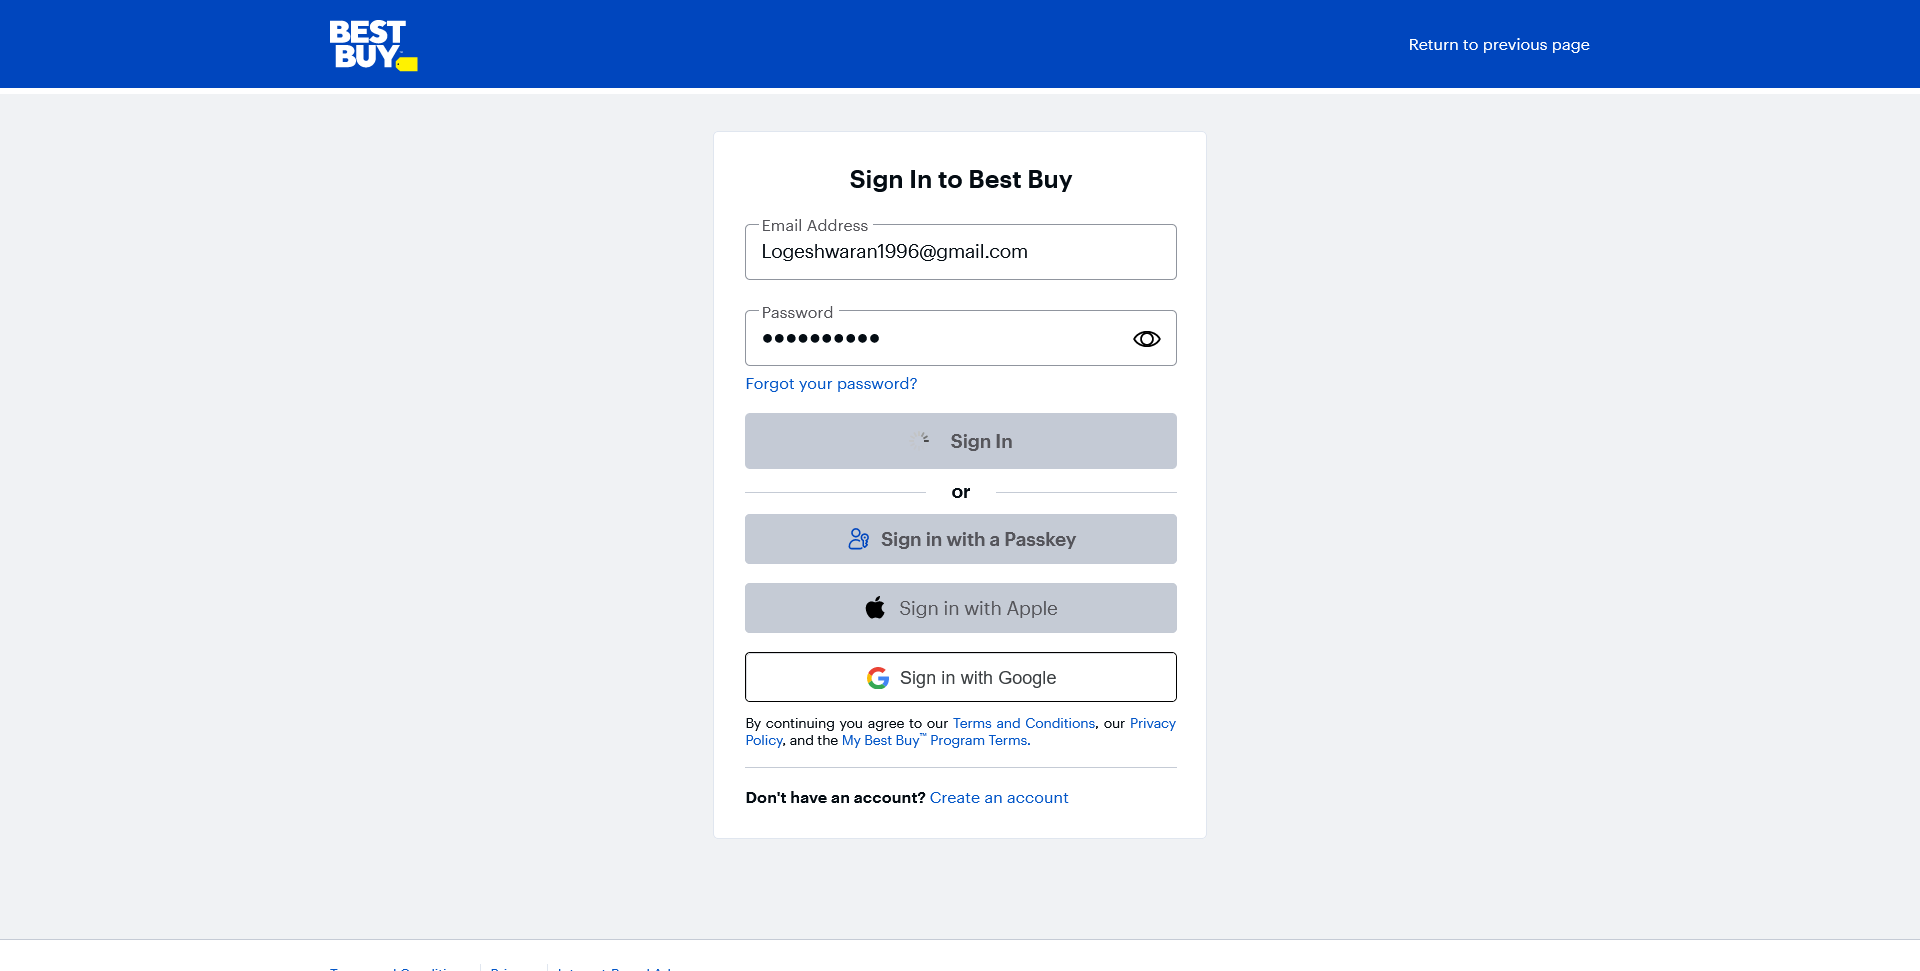 BEST
BUY
Return to previous page
Sign In to Best Buy
Email Address
Logeshwaran1996@gmail.com
Password
Forgot your password?
Sign In
or
Sign in with a Passkey
Sign in with Apple
Sign in with Google
By continuing you agree to our Terms and Conditions, our Privacy
Policy, and the My Best Buy™ Program Terms.
Don't have an account? Create an account